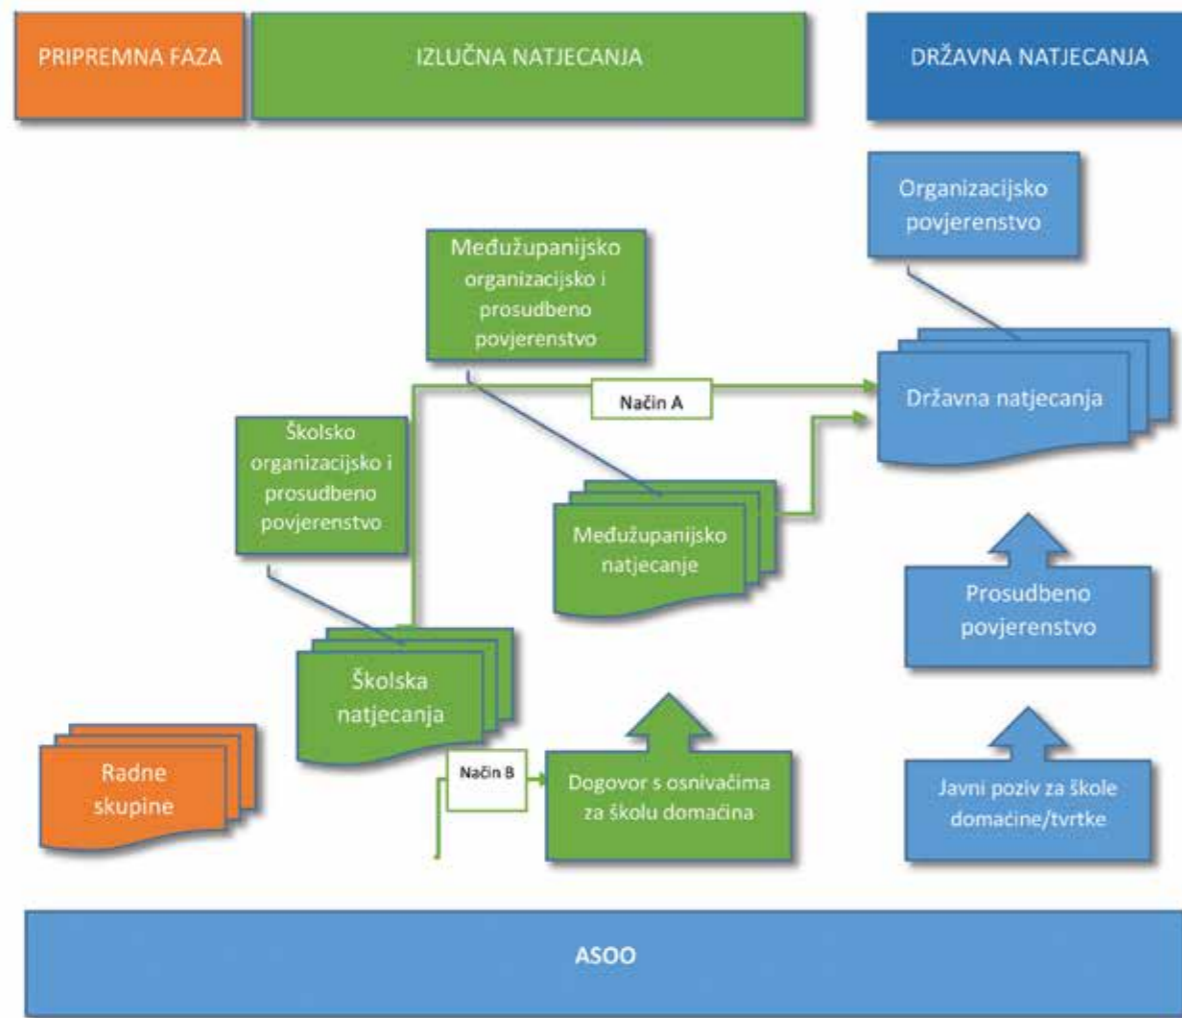 PRIPREMNA FAZA
IZLUČNA NATJECANJA
DRŽAVNA NATJECANJA
Organizacijsko
povjerenstvo
Međužupanijsko
organizacijsko i
prosudbeno
povjerenstvo
Način A
Državna natjecanja
Školsko
organizacijsko i
prosudbeno
povjerenstvo
Međužupanijsko
natjecanje
Prosudbeno
povjerenstvo
Školska
natjecanja
Radne
skupine
Način B
Dogovor s osnivačima
za školu domaćina
Javni poziv za škole
domaćine/tvrtke
ASOO